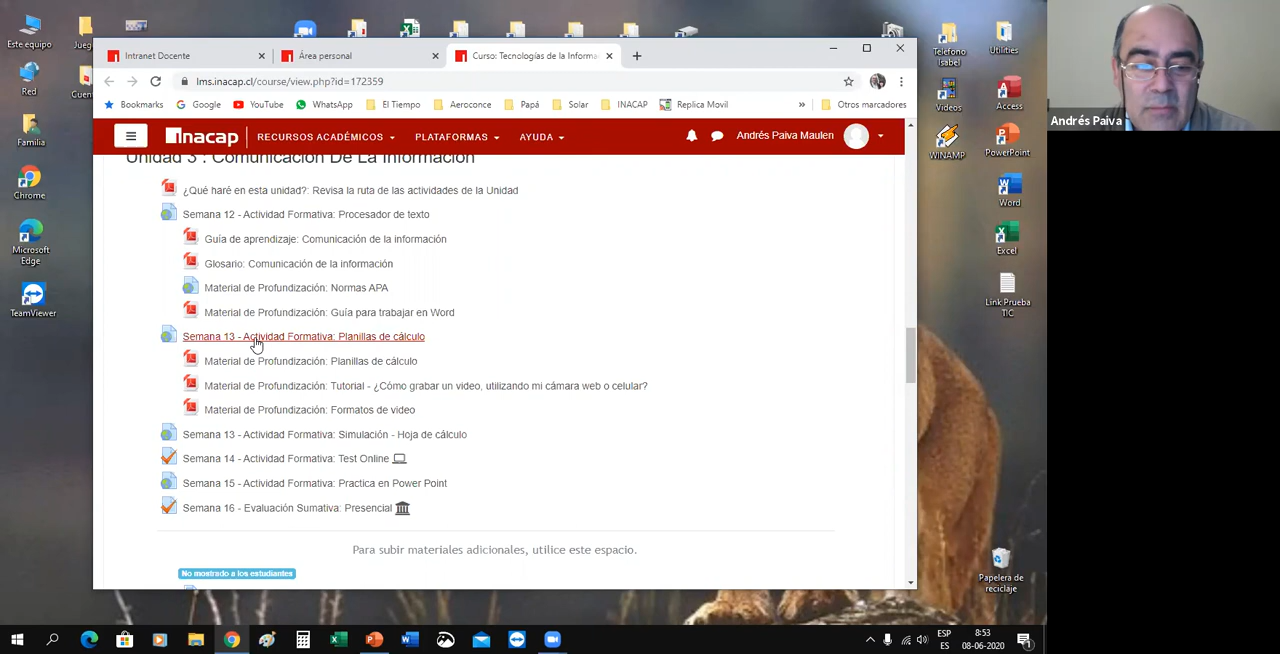 Este equipo
Jueg
Red
Cuen
Familia
Chrome
Microsoft
Edge
TeamViewer
Intranet Docente
Área personal
Curso: Tecnologías de la Informa
lms.inacap.cl/course/view.php?id=172359
Bookmarks
Google
YouTube
WhatsApp
El Tiempo
Aeroconce
Papá
Solar
INACAP
Replica Movil
»
Otros marcadores
Inacap
RECURSOS ACADÉMICOS
PLATAFORMAS
AYUDA
Andrés Paiva Maulen
Unidad 3 : Comunicación De La Información
¿Qué haré en esta unidad?: Revisa la ruta de las actividades de la Unidad
Semana 12 - Actividad Formativa: Procesador de texto
Guía de aprendizaje: Comunicación de la información
Glosario: Comunicación de la información
Material de Profundización: Normas APA
Material de Profundización: Guía para trabajar en Word
Semana 13 - Actividad Formativa: Planillas de cálculo
Material de Profundización: Planillas de cálculo
Material de Profundización: Tutorial - ¿Cómo grabar un video, utilizando mi cámara web o celular?
Material de Profundización: Formatos de video
Semana 13 - Actividad Formativa: Simulación - Hoja de cálculo
Semana 14 - Actividad Formativa: Test Online
Semana 15 - Actividad Formativa: Practica en Power Point
Semana 16 - Evaluación Sumativa: Presencial
Para subir materiales adicionales, utilice este espacio.
No mostrado a los estudiantes
Telefono
Isabel
Utilities
Videos
Access
WINAMP
PowerPoint
Word
Excel
Link Prueba
TIC
Papelera de
reciclaje
Andrés Paiva
ESP
ES
8:53
08-06-2020
1